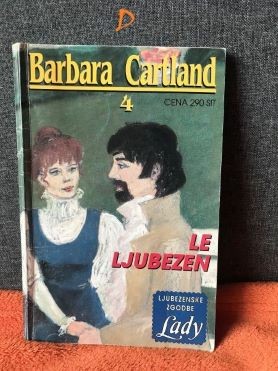 D
Barbara Cartland
4
CENA 290 SIT
LE
LJUBEZEN
LJUBEZENSKE
ZGODBE
Lady